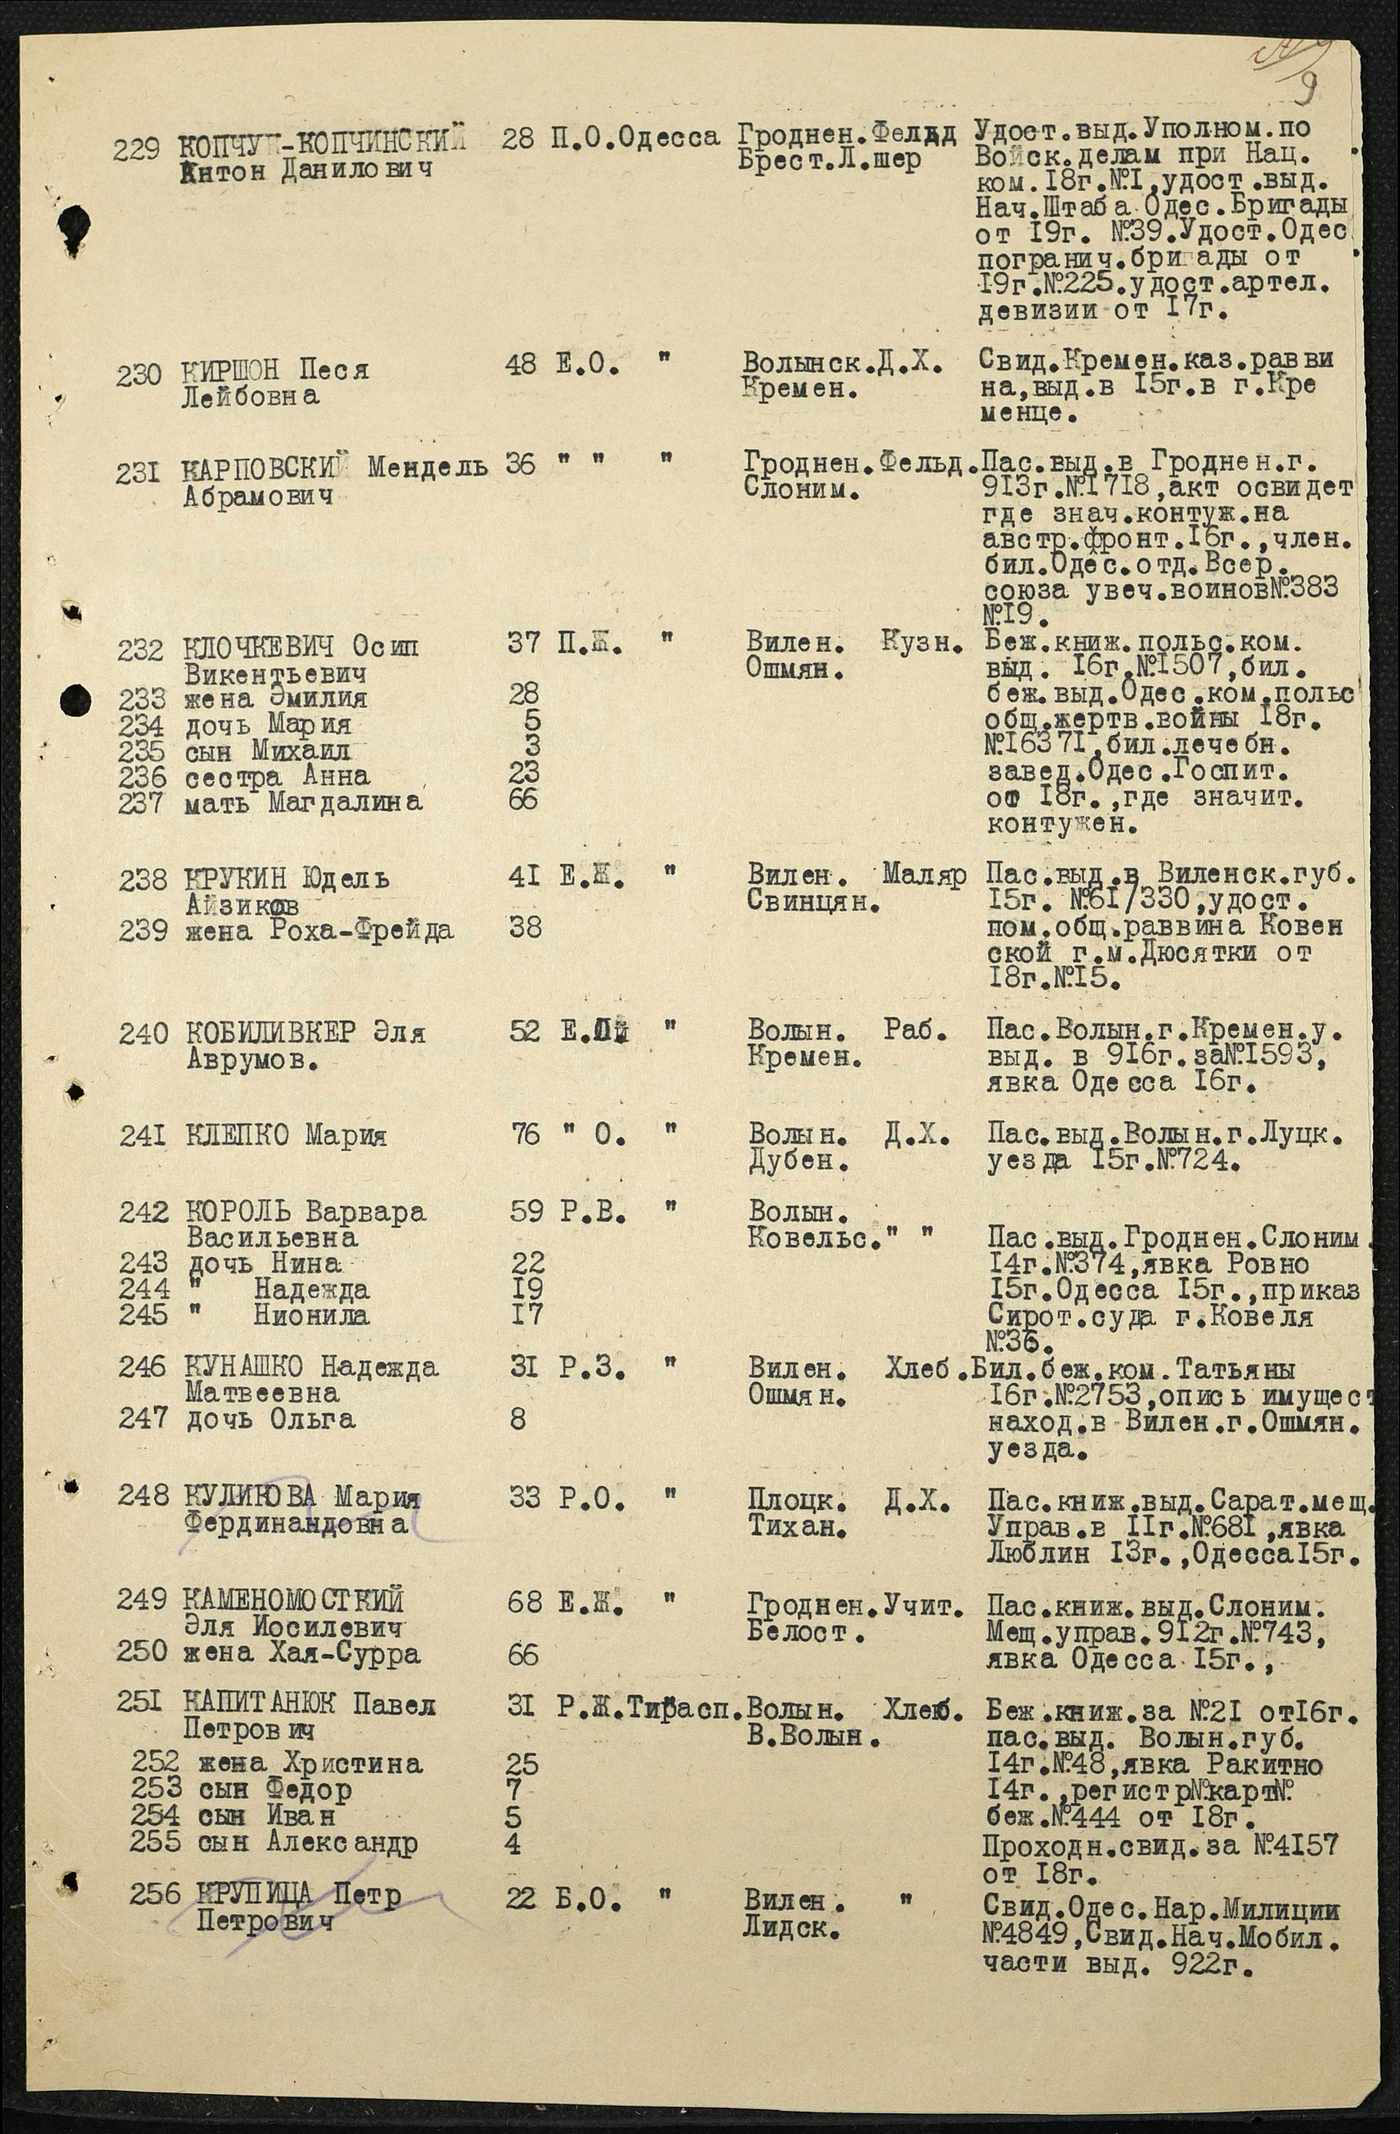 9
229 КОПЧУК-КОПЧИНСКИЙ 28 П.О.Одесса Гроднен.Фельд Удост.выд.Уполном.по
Антон Данилович Брест.Л.шер Войск.делам при Нац.
ком.18г.№1,удост.выд.
Нач.Штаба Одес.Бригады
от 19г. №39.Удост.Одес
погранич.бригады от
19г.№225.удост.артел.
девизии от 17г.
230 КИРШОН Песя 48 Е.О. " Волынск.Д.Х. Свид.Кремен.каз.равви
Лейбовна Кремен. на,выд.в 15г.в г.Кре
менце.
231 КАРПОВСКИЙ Мендель 36 " " " Гроднен.Фельд.Пас.выд.в Гроднен.г.
Абрамович Слоним. 913г.№1718,акт освидет
где знач.контуж.на
австр.фронт.16г.,член.
бил.Одес.отд.Всер.
союза увеч.воинов№383
№19.
232 КЛОЧКЕВИЧ Осип 37 П.Ж. " Вилен. Кузн. Беж.книж.польс.ком.
Викентьевич Ошмян. выд. 16г.№1507,бил.
233 жена Эмилия 28 беж.выд.Одес.ком.польс
234 дочь Мария 5 общ.жертв.войны 18г.
235 сын Михаил 3 №16371,бил.лечебн.
236 сестра Анна 23 завед.Одес.Госпит.
237 мать Магдалина 66 от 18г.,где значит.
контужен.
238 КРУКИН Юдель 41 Е.Ж. " Вилен. Маляр Пас.выд.в Виленск.губ.
Айзиков Свинцян. 15г. №61/330,удост.
239 жена Роха-Фрейда 38 пом.общ.раввина Ковен
ской г.м.Дюсятки от
18г.№15.
240 КОБИЛИВКЕР Эля 52 Е. " Волын. Раб. Пас.Волын.г.Кремен.у.
Аврумов. Кремен. выд. в 916г.за№1593,
явка Одесса 16г.
241 КЛЕПКО Мария 76 " О. " Волын. Д.Х. Пас.выд.Волын.г.Луцк.
Дубен. уезда 15г.№724.
242 КОРОЛЬ Варвара 59 Р.В. " Волын.
Васильевна Ковельс." " Пас.выд.Гроднен.Слоним.
243 дочь Нина 22 14г.№374,явка Ровно
244 " Надежда 19 15г.Одесса 15г.,приказ
245 " Нионила 17 Сирот.суда г.Ковеля
№36.
246 КУНАШКО Надежда 31 Р.З. " Вилен. Хлеб.Бил.беж.ком.Татьяны
Матвеевна Ошмян. 16г.№2753,опись имущест
247 дочь Ольга 8 наход.в Вилен.г.Ошмян.
уезда.
248 КУЛИКОВА Мария 33 Р.О. " Плоцк. Д.Х. Пас.книж.выд.Сарат.мещ.
Фердинандовна Тихан. Управ.в 11г.№681,явка
Люблин 13г.,Одесса15г.
249 КАМЕНОМОСТКИЙ 68 Е.Ж. " Гроднен.Учит. Пас.книж.выд.Слоним.
Эля Иосилевич Белост. Мещ.управ.912г.№743,
250 жена Хая-Сурра 66 явка Одесса 15г.,
251 КАПИТАНЮК Павел 31 Р.Ж.Тирасп.Волын. Хлеб. Беж.книж.за №21 от16г.
Петрович В.Волын. пас.выд. Волын.губ.
252 жена Христина 25 14г.№48,явка Ракитно
253 сын Федор 7 14г.,регистр№карт№
254 сын Иван 5 беж.№444 от 18г.
255 сын Александр 4 Проходн.свид.за №4157
от 18г.
256 КРУПИЦА Петр 22 Б.О. " Вилен. " Свид.Одес.Нар.Милиции
Петрович Лидск. №4849,Свид.Нач.Мобил.
части выд. 922г.